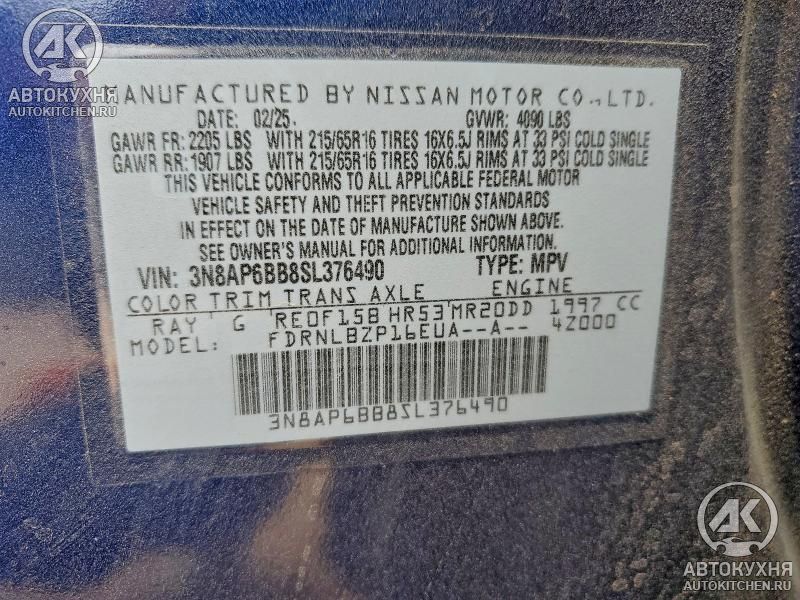 AK
АВТОКУХНЯ
AUTOKITCHEN.RU
ANUFACTURED BY NISSAN MOTOR CO., LTD.
DATE: 02/25. GVWR: 4090 LBS
GAWR FR: 2205 LBS WITH 215/65R16 TIRES 16X6.5J RIMS AT 33 PSI COLD SINGLE
GAWR RR: 1907 LBS WITH 215/65R16 TIRES 16X6.5J RIMS AT 33 PSI COLD SINGLE
THIS VEHICLE CONFORMS TO ALL APPLICABLE FEDERAL MOTOR
VEHICLE SAFETY AND THEFT PREVENTION STANDARDS
IN EFFECT ON THE DATE OF MANUFACTURE SHOWN ABOVE.
SEE OWNER'S MANUAL FOR ADDITIONAL INFORMATION.
VIN: 3N8AP6BB8SL376490 TYPE: MPV
COLOR TRIM TRANS AXLE ENGINE
RAY G RE0F15B HR53 MR20DD 1997 CC
MODEL: FDRNLBZP16EUA--A-- 4Z000
3N8AP6BB8SL376490
AK
АВТОКУХНЯ
AUTOKITCHEN.RU